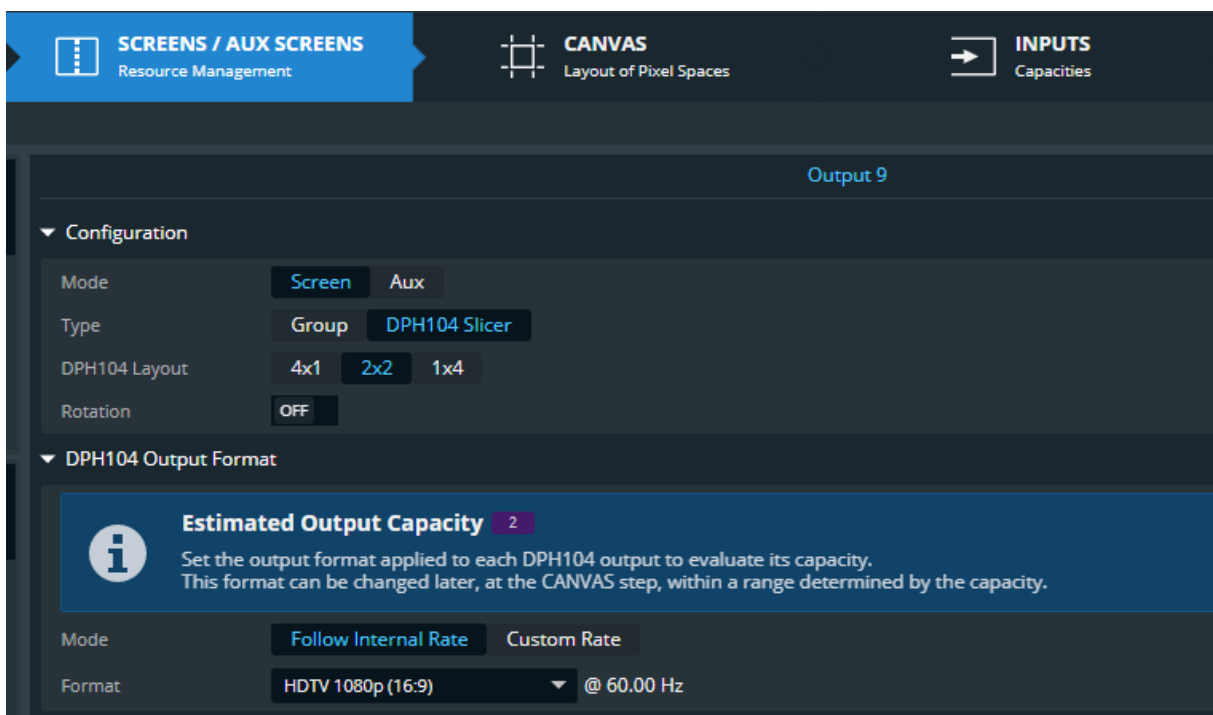 SCREENS / AUX SCREENS
Resource Management
CANVAS
Layout of Pixel Spaces
INPUTS
Capacities
Output 9
Configuration
Mode Screen Aux
Type Group DPH104 Slicer
DPH104 Layout 4x1 2x2 1x4
Rotation OFF
DPH104 Output Format
Estimated Output Capacity 2
Set the output format applied to each DPH104 output to evaluate its capacity.
This format can be changed later, at the CANVAS step, within a range determined by the capacity.
Mode Follow Internal Rate Custom Rate
Format HDTV 1080p (16:9) @ 60.00 Hz